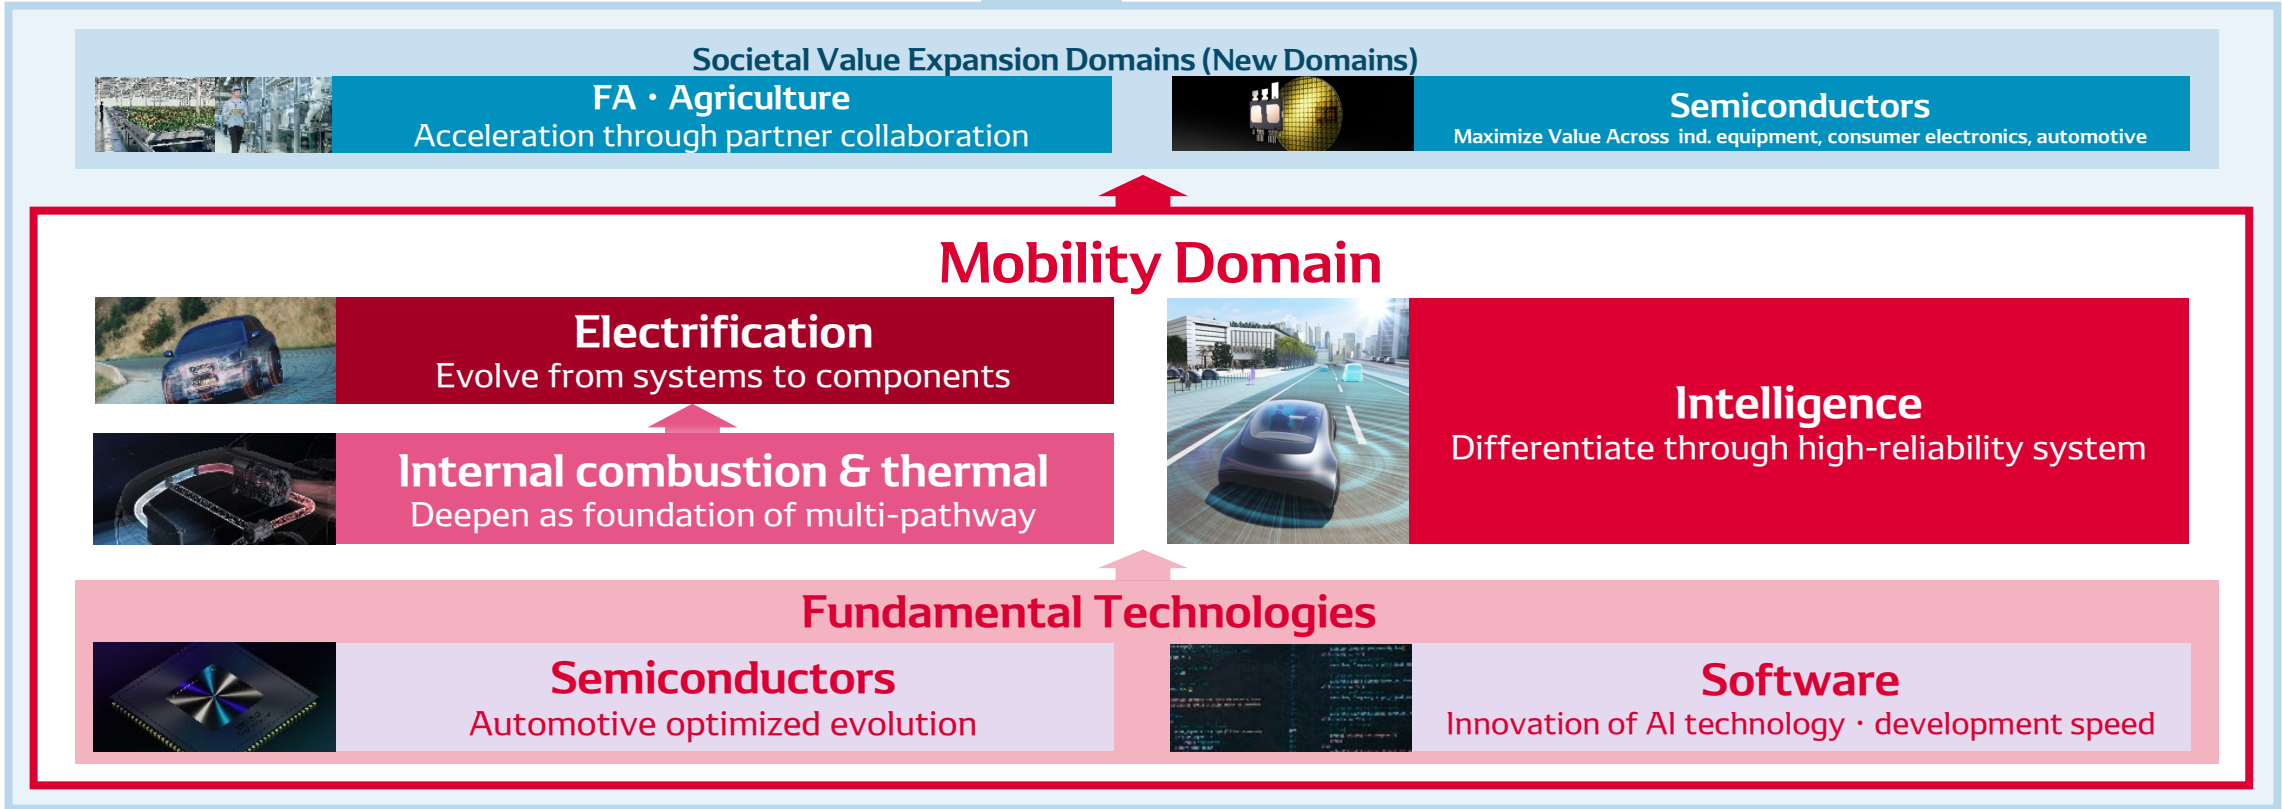 Societal Value Expansion Domains (New Domains)
FA・Agriculture
Acceleration through partner collaboration
Semiconductors
Maximize Value Across ind. equipment, consumer electronics, automotive
Mobility Domain
Electrification
Evolve from systems to components
Internal combustion & thermal
Deepen as foundation of multi-pathway
Intelligence
Differentiate through high-reliability system
Fundamental Technologies
Semiconductors
Automotive optimized evolution
Software
Innovation of AI technology・development speed